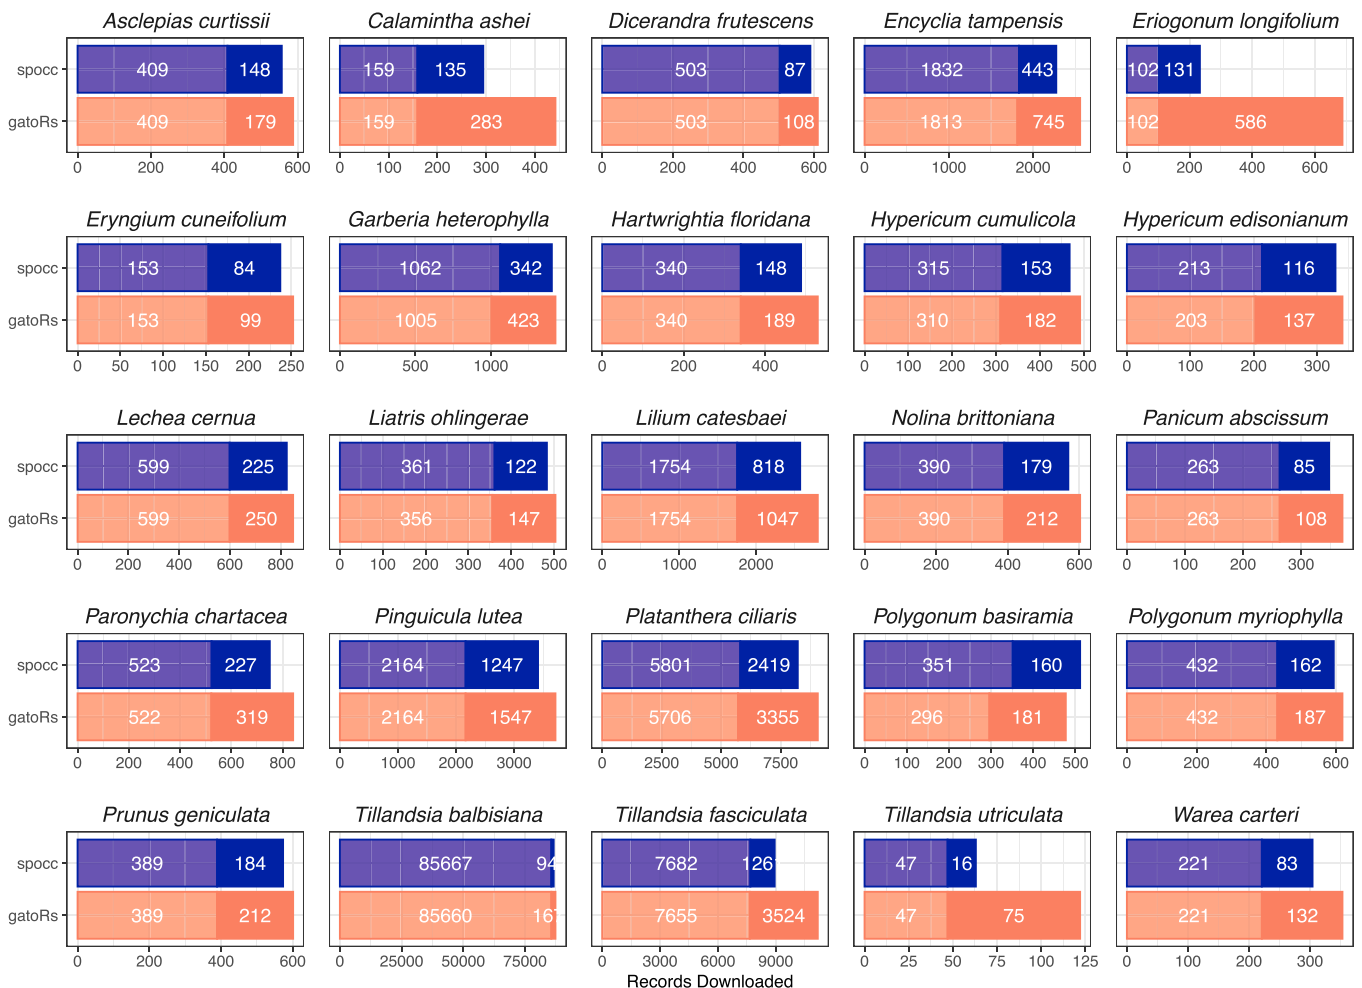 Asclepias curtissii Calamintha ashei Dicerandra frutescens Encyclia tampensis Eriogonum longifolium
spocc 409 148 159 135 503 87 1832 443 102 131
gatoRs 409 179 159 283 503 108 1813 745 102 586
0 200 400 600 0 100 200 300 400 0 200 400 600 0 1000 2000 0 200 400 600
Eryngium cuneifolium Garberia heterophylla Hartwrightia floridana Hypericum cumulicola Hypericum edisonianum
spocc 153 84 1062 342 340 148 315 153 213 116
gatoRs 153 99 1005 423 340 189 310 182 203 137
0 50 100 150 200 250 0 500 1000 0 200 400 0 100 200 300 400 500 0 100 200 300
Lechea cernua Liatris ohlingerae Lilium catesbaei Nolina brittoniana Panicum abscissum
spocc 599 225 361 122 1754 818 390 179 263 85
gatoRs 599 250 356 147 1754 1047 390 212 263 108
0 200 400 600 800 0 100 200 300 400 500 0 1000 2000 0 200 400 600 0 100 200 300
Paronychia chartacea Pinguicula lutea Platanthera ciliaris Polygonum basiramia Polygonum myriophylla
spocc 523 227 2164 1247 5801 2419 351 160 432 162
gatoRs 522 319 2164 1547 5706 3355 296 181 432 187
0 200 400 600 800 0 1000 2000 3000 0 2500 5000 7500 0 100 200 300 400 500 0 200 400 600
Prunus geniculata Tillandsia balbisiana Tillandsia fasciculata Tillandsia utriculata Warea carteri
spocc 389 184 85667 7682 47 16 221 83
gatoRs 389 212 85660 7655 3524 47 75 221 132
0 200 400 600 0 25000 50000 75000 0 3000 6000 9000 0 25 50 75 100 125 0 100 200 300
Records Downloaded